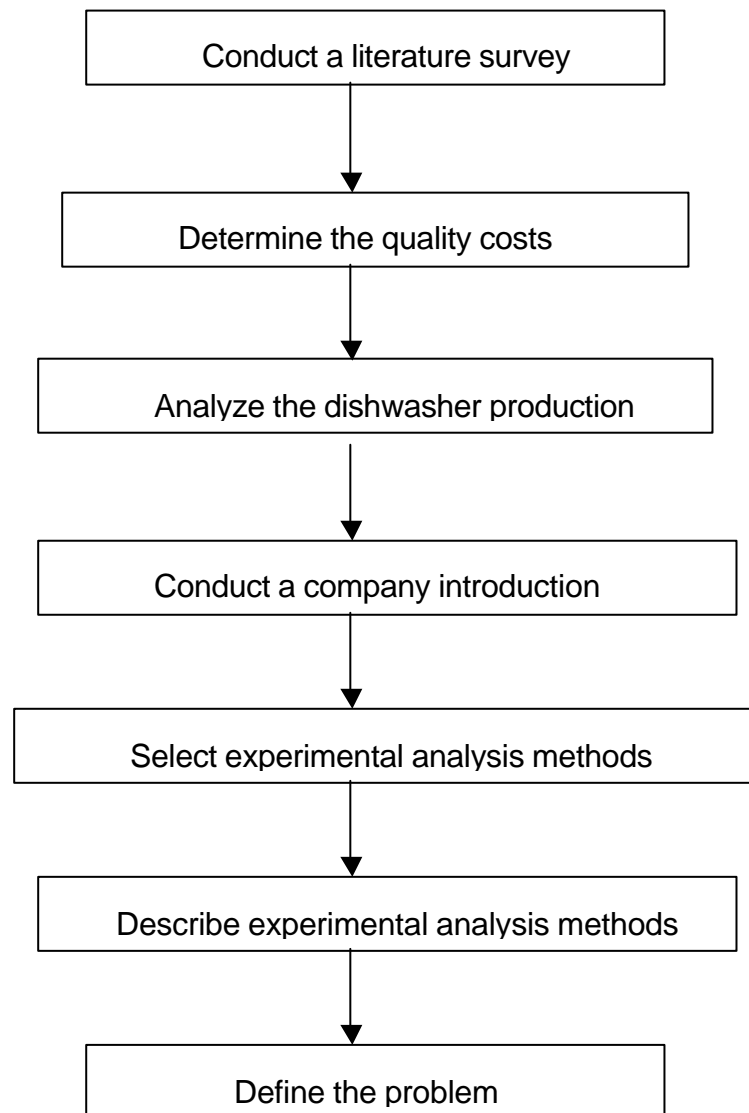 Conduct a literature survey
Determine the quality costs
Analyze the dishwasher production
Conduct a company introduction
Select experimental analysis methods
Describe experimental analysis methods
Define the problem